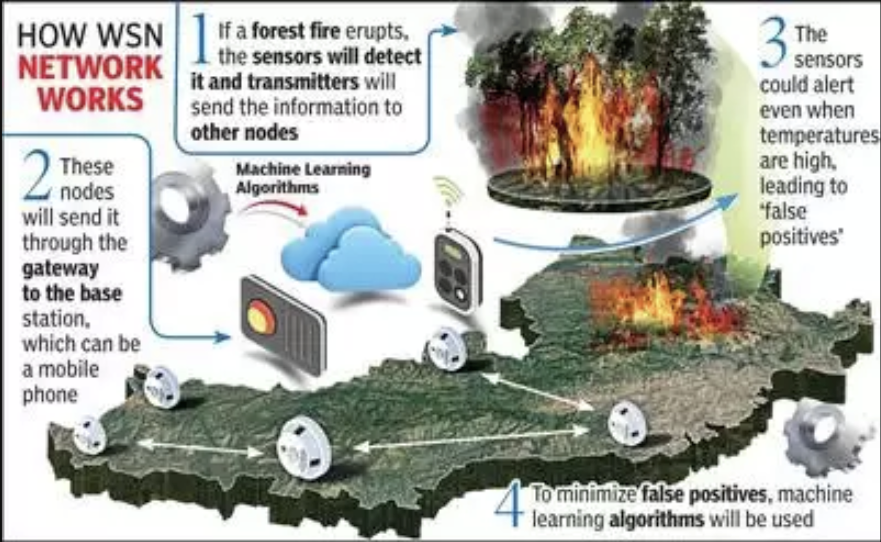 HOW WSN
NETWORK
WORKS
1 If a forest fire erupts,
the sensors will detect
it and transmitters will
send the information to
other nodes
2 These
nodes
will send it
through the
gateway
to the base
station,
which can be
a mobile
phone
Machine Learning
Algorithms
3 The
sensors
could alert
even when
temperatures
are high,
leading to
‘false
positives’
4 To minimize false positives, machine
learning algorithms will be used